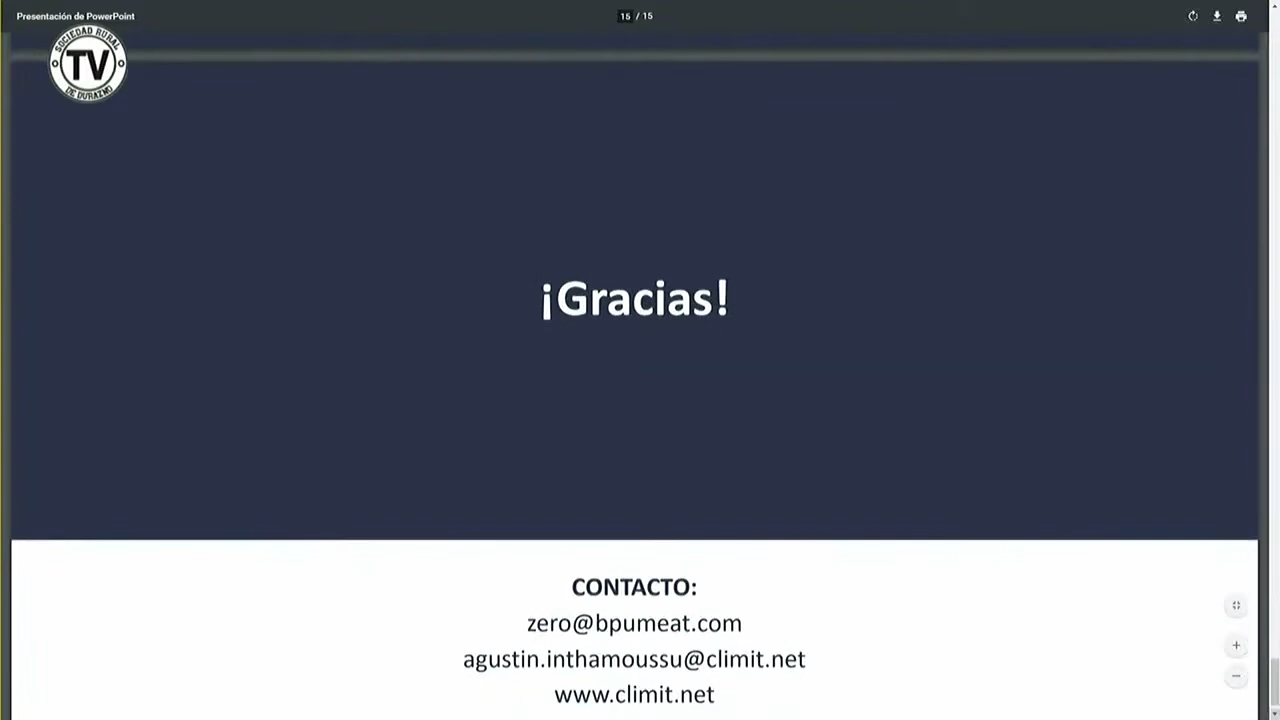 Presentación de PowerPoint
15 / 15
SOCIEDAD RURAL
TV
DE DURAZNO
¡Gracias!
CONTACTO:
zero@bpumeat.com
agustin.inthamoussu@climit.net
www.climit.net